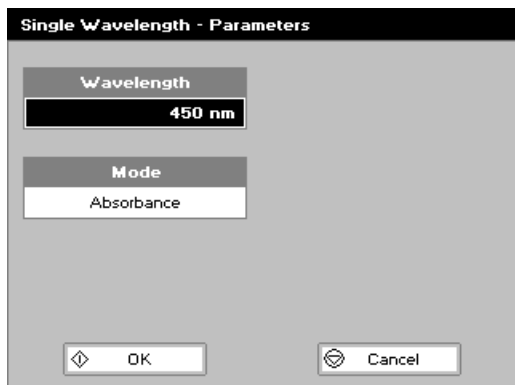 Single Wavelength - Parameters
Wavelength
450 nm
Mode
Absorbance
OK
Cancel